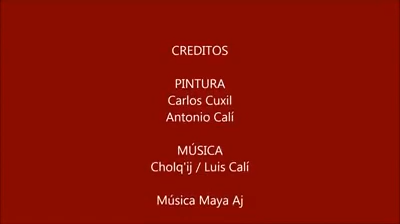 CREDITOS
PINTURA
Carlos Cuxil
Antonio Calí
MÚSICA
Cholq'ij / Luis Calí
Música Maya Aj